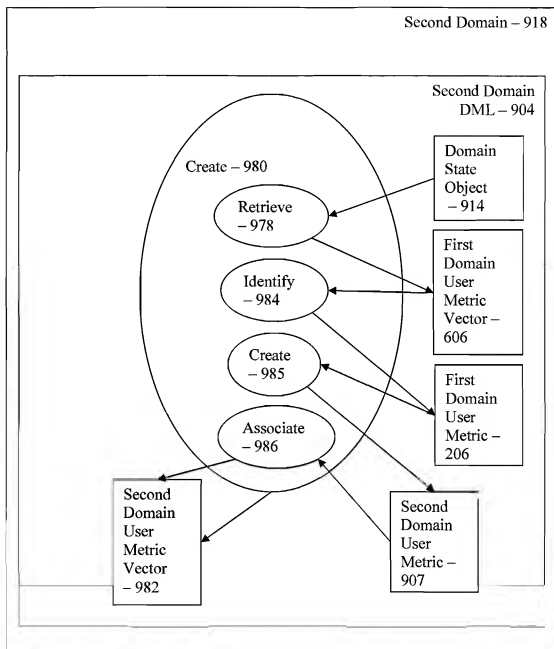 Second Domain – 918
Second Domain
DML – 904
Create – 980
Domain
State
Object
– 914
Retrieve
– 978
First
Domain
User
Metric
Vector –
606
Identify
– 984
Create
– 985
First
Domain
User
Metric –
206
Associate
– 986
Second
Domain
User
Metric
Vector
– 982
Second
Domain
User
Metric –
907